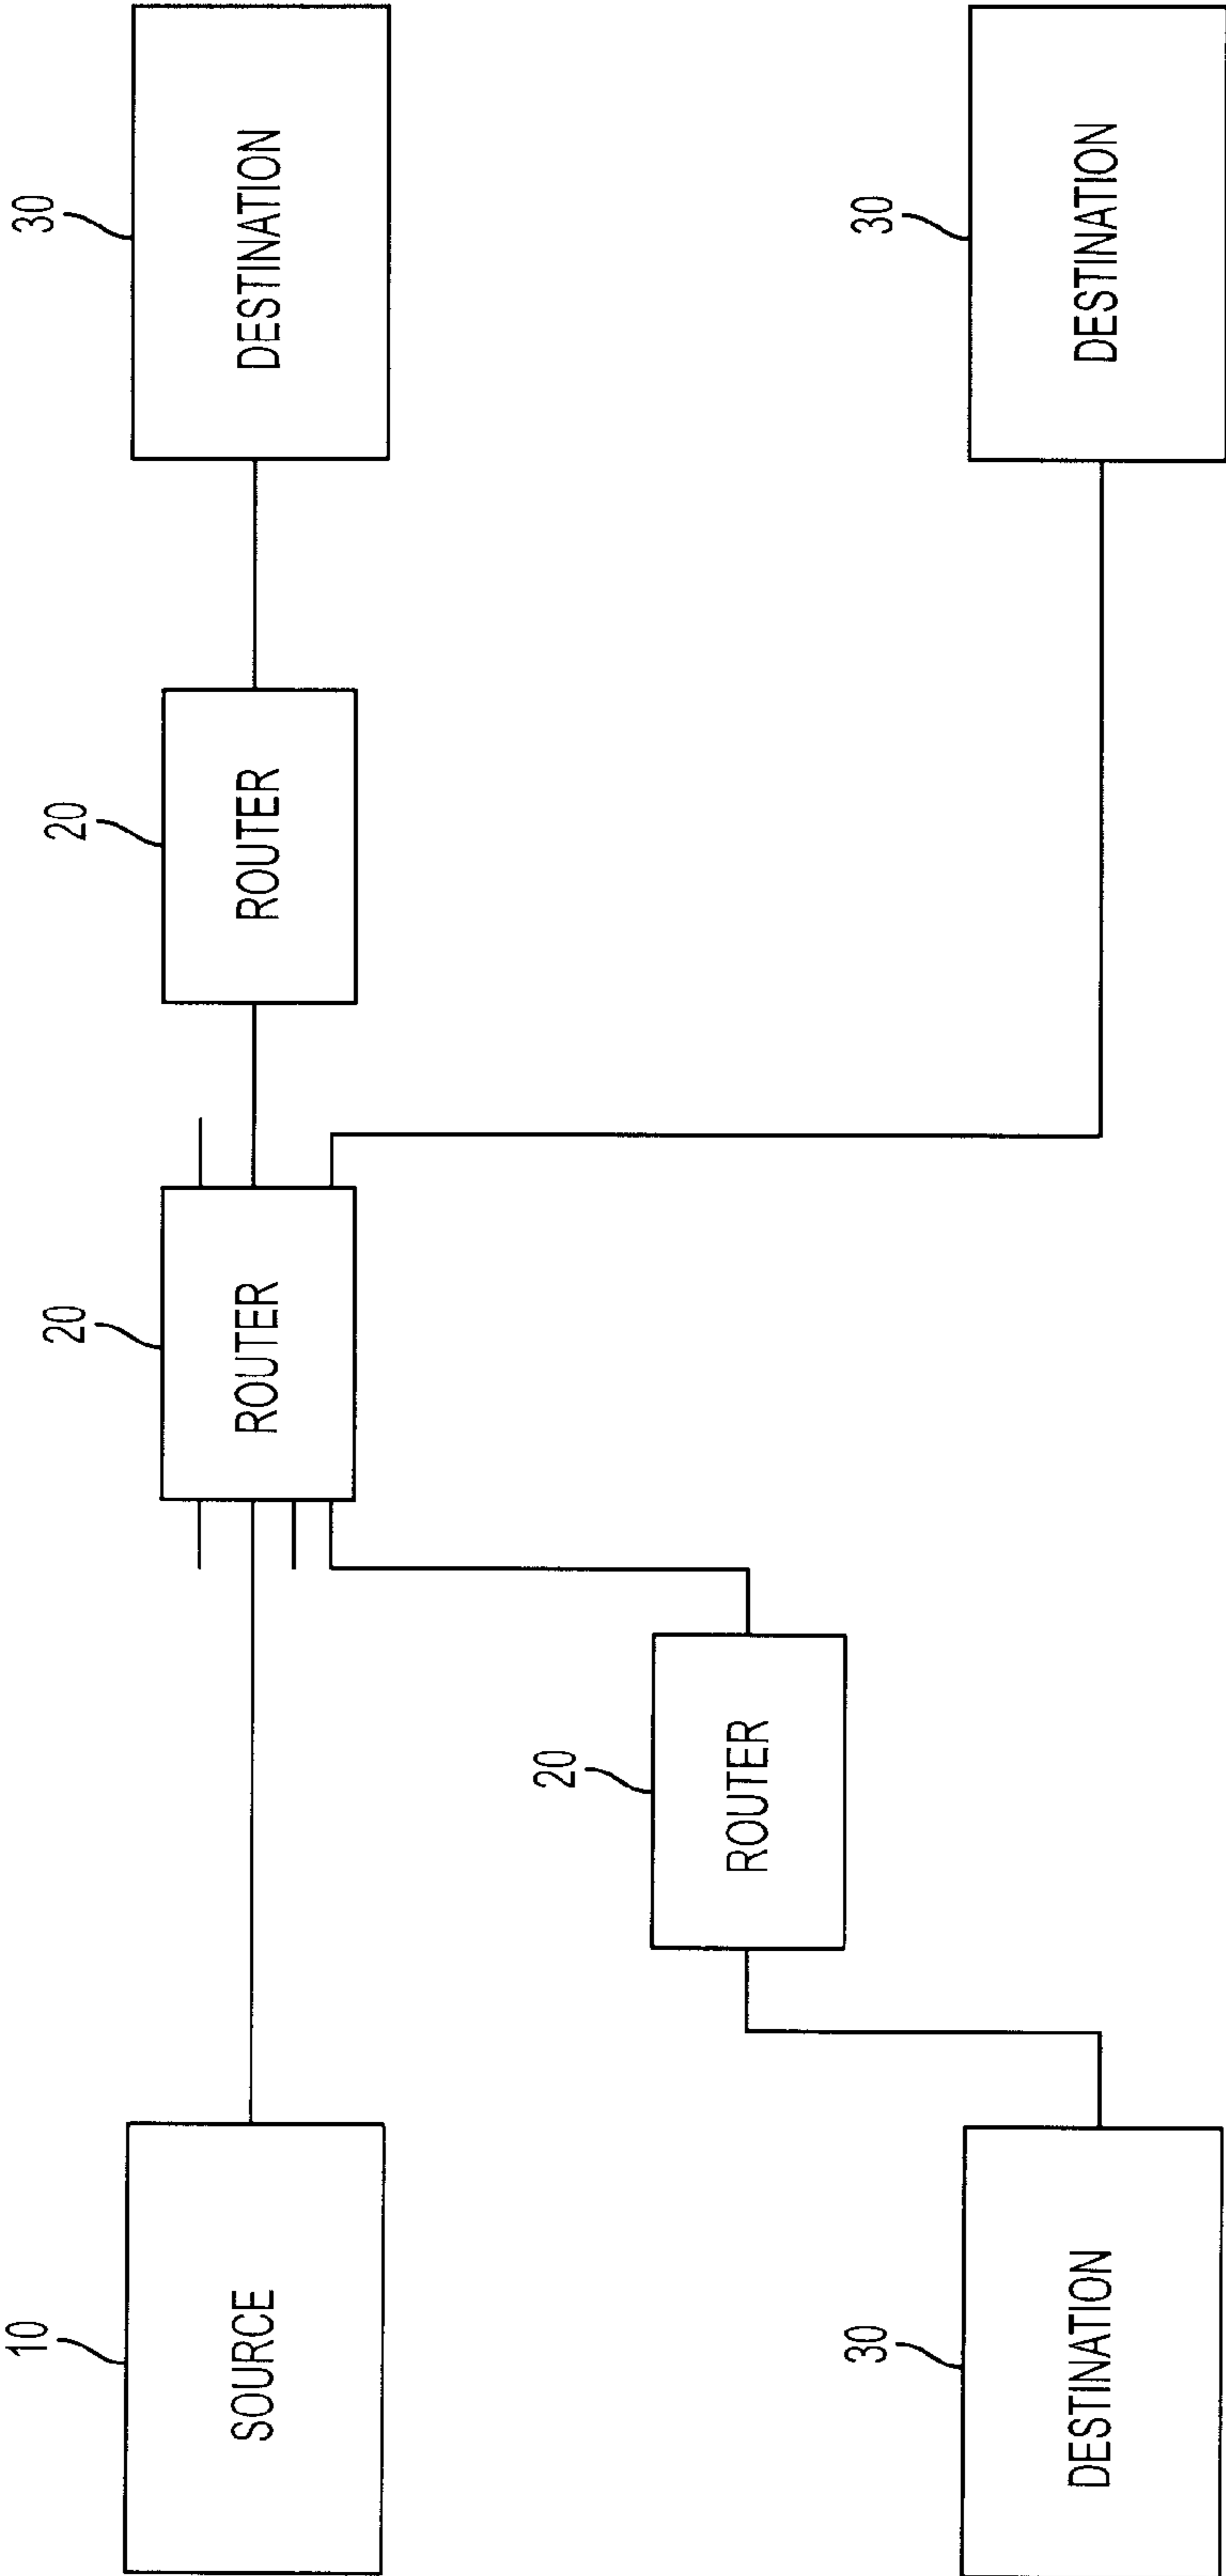 10
SOURCE
20
ROUTER
20
ROUTER
30
DESTINATION
20
ROUTER
30
DESTINATION
30
DESTINATION